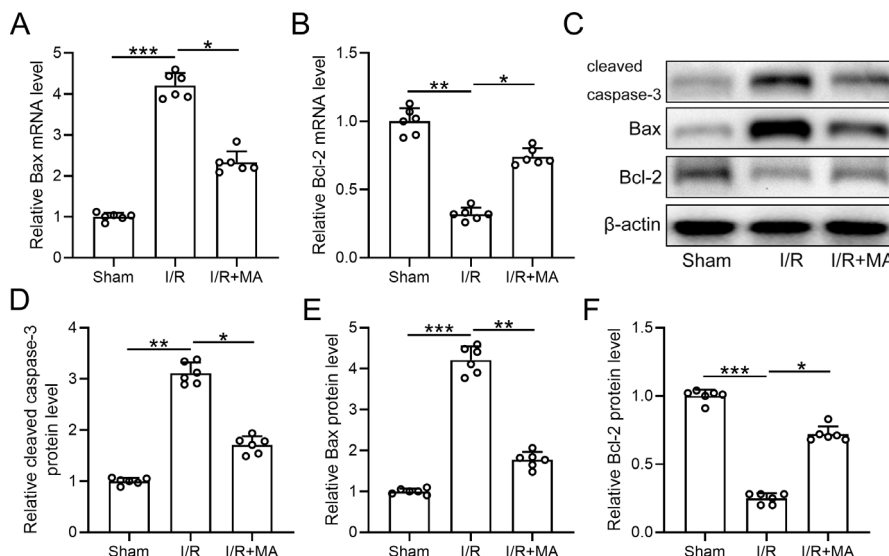 A
Relative Bax mRNA level
5
4
3
2
1
0
***
*
Sham
I/R
I/R+MA
B
Relative Bcl-2 mRNA level
1.5
1.0
0.5
0.0
**
*
Sham
I/R
I/R+MA
C
cleaved
caspase-3
Bax
Bcl-2
β-actin
Sham
I/R
I/R+MA
D
Relative cleaved caspase-3
protein level
4
3
2
1
0
**
*
Sham
I/R
I/R+MA
E
Relative Bax protein level
5
4
3
2
1
0
***
**
Sham
I/R
I/R+MA
F
Relative Bcl-2 protein level
1.5
1.0
0.5
0.0
***
*
Sham
I/R
I/R+MA